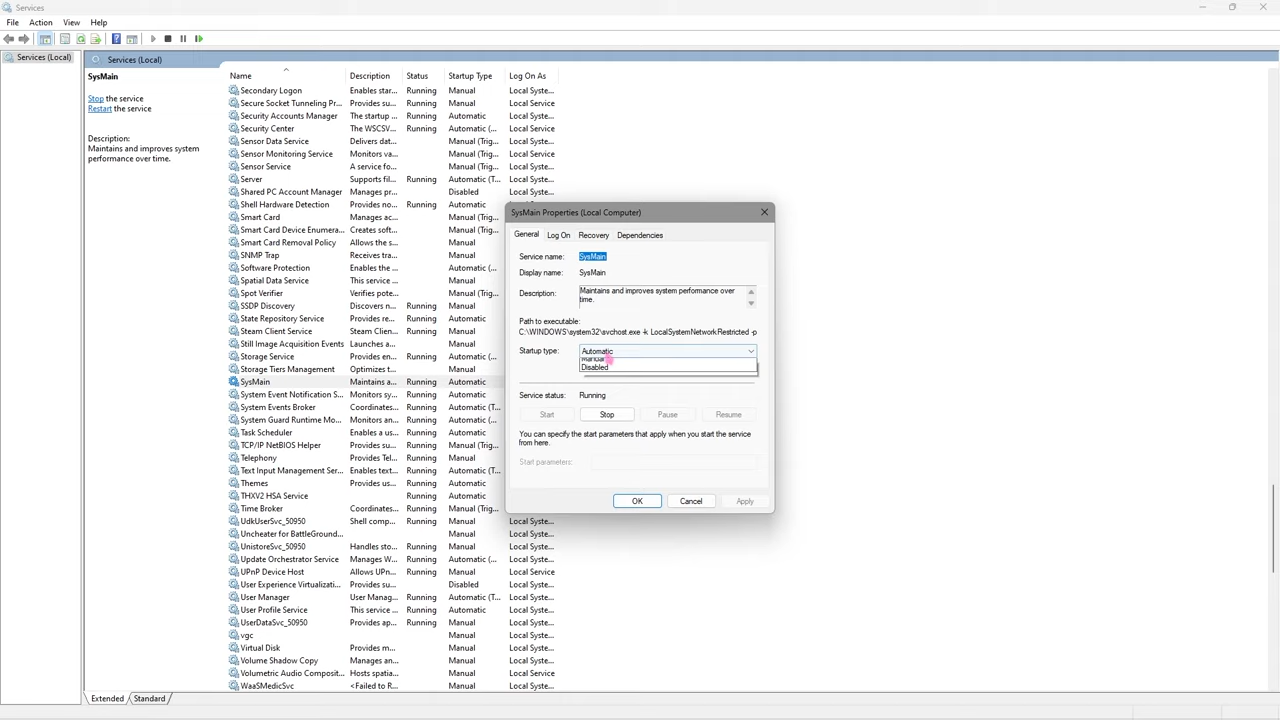 Services
File Action View Help
Services (Local)
Services (Local)
SysMain
Stop the service
Restart the service
Description:
Maintains and improves system
performance over time.
Name Description Status Startup Type Log On As
Secondary Logon Enables star... Running Manual Local Syste...
Secure Socket Tunneling Pr... Provides su... Running Manual Local Service
Security Accounts Manager The startup ... Running Automatic Local Syste...
Security Center The WSCSV... Running Automatic (... Local Service
Sensor Data Service Delivers dat... Manual (Trig... Local Syste...
Sensor Monitoring Service Monitors va... Manual (Trig... Local Service
Sensor Service A service fo... Manual (Trig... Local Syste...
Server Supports fil... Running Automatic (T... Local Syste...
Shared PC Account Manager Manages pr... Disabled Local Syste...
Shell Hardware Detection Provides no... Running Automatic
Smart Card Manages ac... Manual (Trig...
Smart Card Device Enumera... Creates soft... Manual (Trig...
Smart Card Removal Policy Allows the s... Manual
SNMP Trap Receives tra... Manual
Software Protection Enables the ... Automatic (...
Spatial Data Service This service ... Manual
Spot Verifier Verifies pote... Manual (Trig...
SSDP Discovery Discovers n... Running Manual
State Repository Service Provides re... Running Automatic
Steam Client Service Steam Clien... Running Manual
Still Image Acquisition Events Launches a... Manual
Storage Service Provides en... Running Automatic (...
Storage Tiers Management Optimizes t... Manual
SysMain Maintains a... Running Automatic
System Event Notification S... Monitors sy... Running Automatic
System Events Broker Coordinates... Running Automatic (T...
System Guard Runtime Mo... Monitors an... Running Automatic (...
Task Scheduler Enables a us... Running Automatic
TCP/IP NetBIOS Helper Provides su... Running Manual (Trig...
Telephony Provides Tel... Running Manual
Text Input Management Ser... Enables text... Running Automatic (T...
Themes Provides us... Running Automatic
THXV2 HSA Service Running Automatic
Time Broker Coordinates... Running Manual (Trig...
UdkUserSvc_50950 Shell comp... Running Manual Local Syste...
Uncheater for BattleGround... Manual Local Syste...
UnistoreSvc_50950 Handles sto... Running Manual Local Syste...
Update Orchestrator Service Manages W... Running Automatic (... Local Syste...
UPnP Device Host Allows UPn... Running Manual Local Service
User Experience Virtualizati... Provides su... Disabled Local Syste...
User Manager User Manag... Running Automatic (T... Local Syste...
User Profile Service This service ... Running Automatic Local Syste...
UserDataSvc_50950 Provides ap... Running Manual Local Syste...
vgc Manual Local Syste...
Virtual Disk Provides m... Manual Local Syste...
Volume Shadow Copy Manages an... Manual Local Syste...
Volumetric Audio Composit... Hosts spatia... Manual Local Service
WaaSMedicSvc <Failed to R... Manual Local Syste...
Extended Standard
SysMain Properties (Local Computer)
General Log On Recovery Dependencies
Service name: SysMain
Display name: SysMain
Description: Maintains and improves system performance over
time.
Path to executable:
C:\WINDOWS\system32\svchost.exe -k LocalSystemNetworkRestricted -p
Startup type: Automatic
Manual
Disabled
Service status: Running
Start Stop Pause Resume
You can specify the start parameters that apply when you start the service
from here.
Start parameters:
OK Cancel Apply